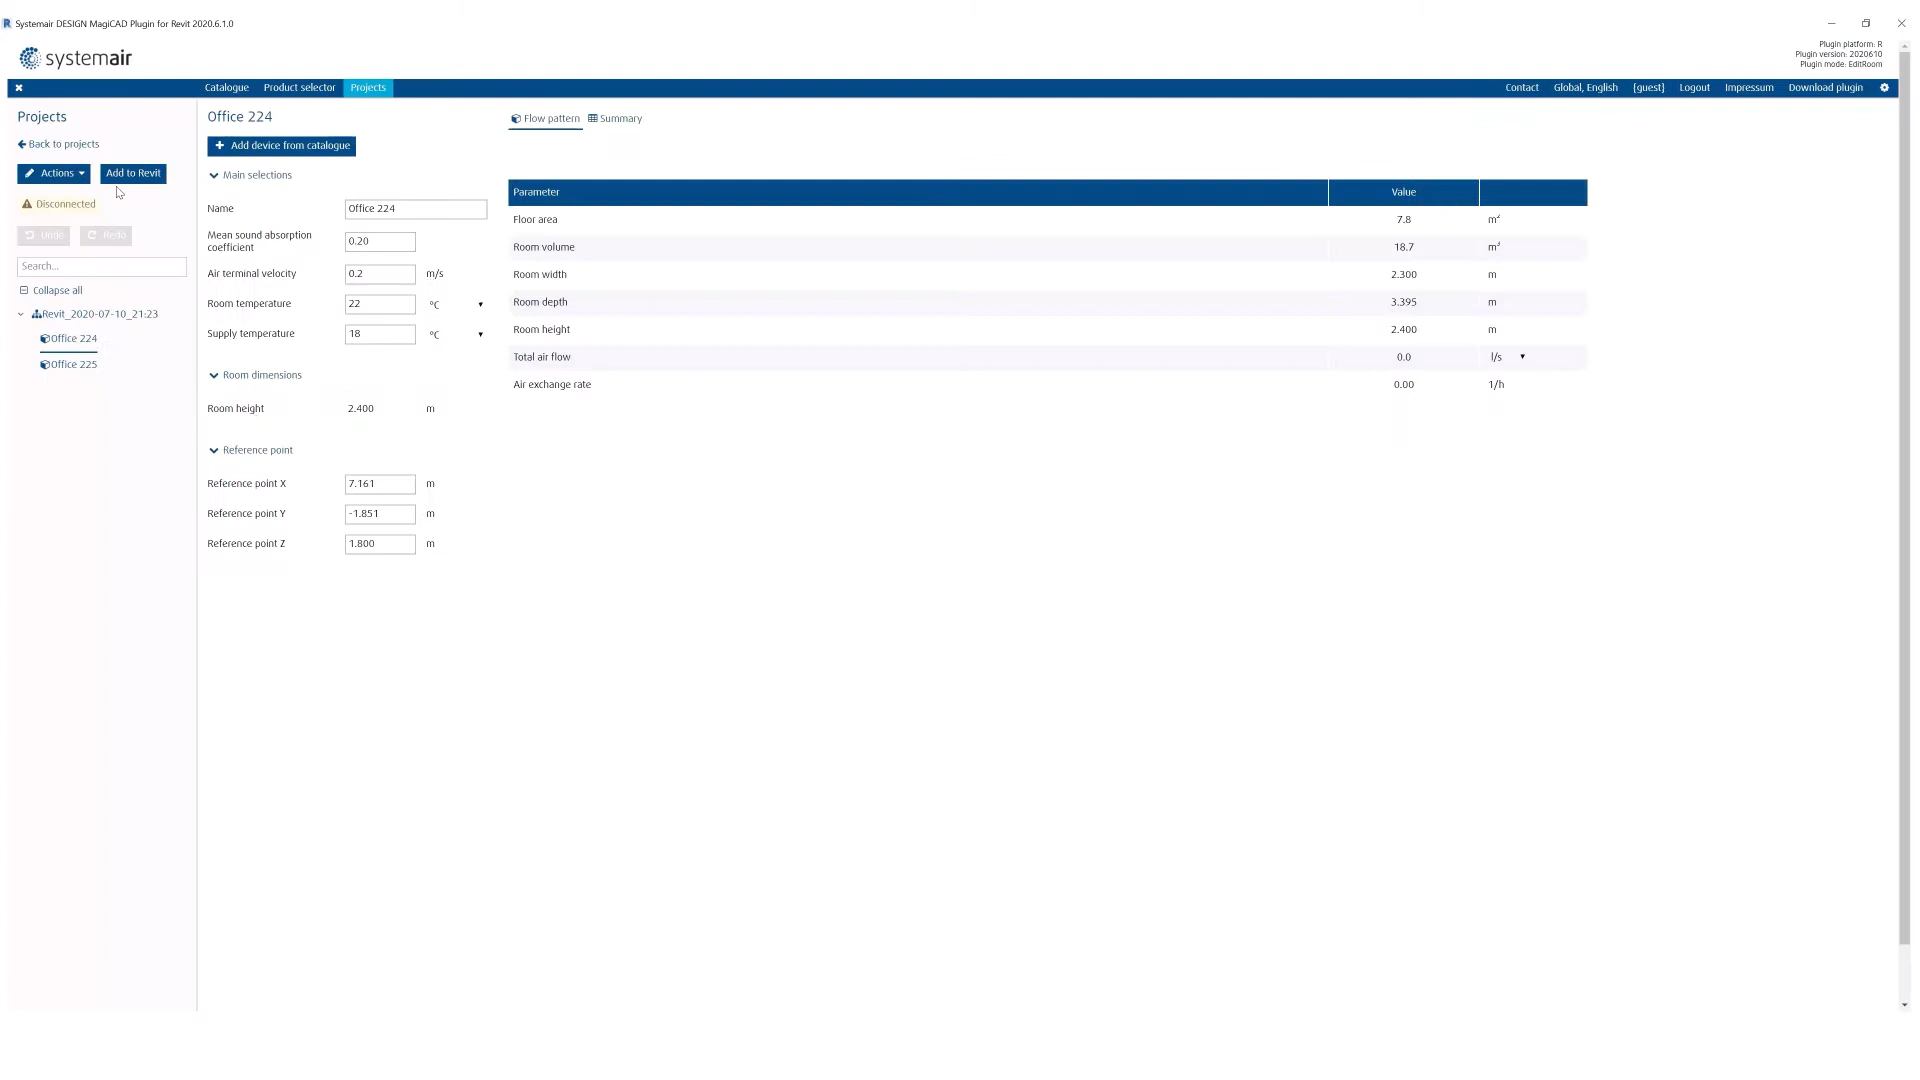 Systemair DESIGN MagiCAD Plugin for Revit 2020.6.1.0
systemair
Plugin platform: R
Plugin version: 2020610
Plugin mode: EditRoom
Catalogue Product selector Projects Contact Global, English [guest] Logout Impressum Download plugin
Projects
Back to projects
Actions Add to Revit
Disconnected
Undo Redo
Search...
Collapse all
Revit_2020-07-10_21:23
Office 224
Office 225
Office 224
Add device from catalogue
Main selections
Name Office 224
Mean sound absorption
coefficient 0.20
Air terminal velocity 0.2 m/s
Room temperature 22 °C
Supply temperature 18 °C
Room dimensions
Room height 2.400 m
Reference point
Reference point X 7.161 m
Reference point Y -1.851 m
Reference point Z 1.800 m
Flow pattern Summary
Parameter Value
Floor area 7.8 m²
Room volume 18.7 m³
Room width 2.300 m
Room depth 3.395 m
Room height 2.400 m
Total air flow 0.0 l/s
Air exchange rate 0.00 1/h